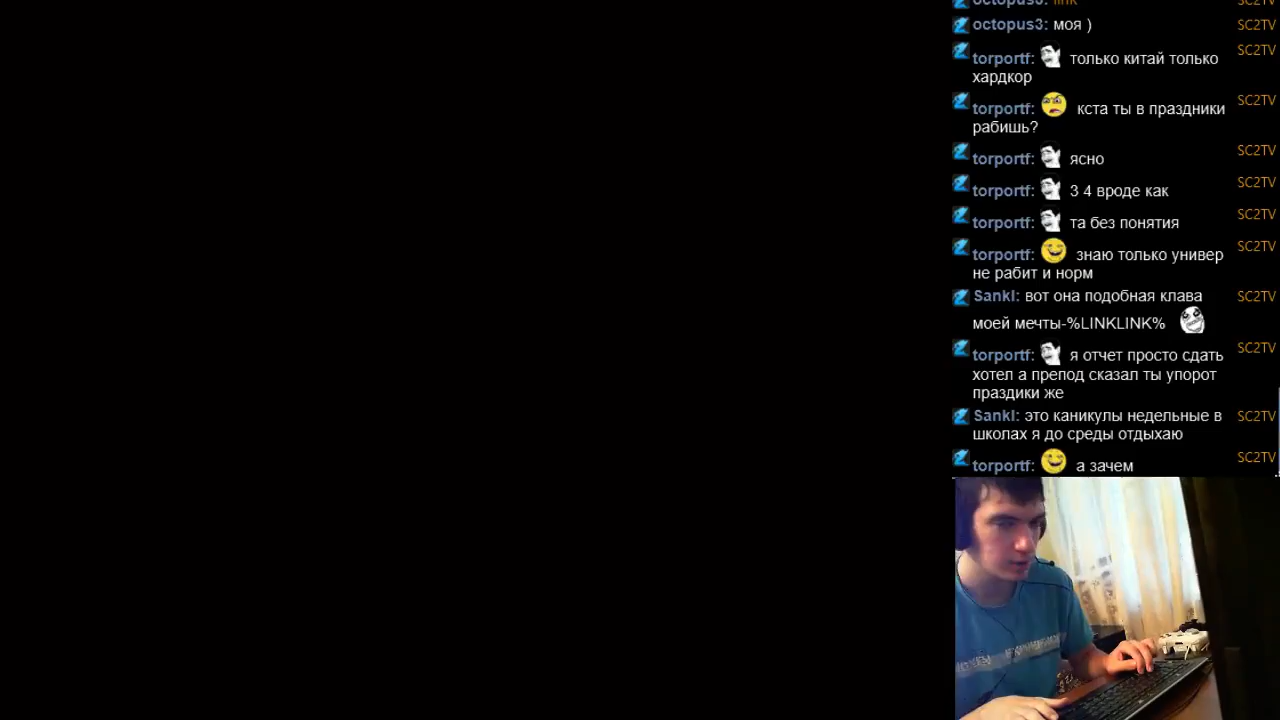 octopus3: link SC2TV
octopus3: моя ) SC2TV
torportf: только китай только SC2TV
хардкор
torportf: кста ты в праздники SC2TV
рабишь?
torportf: ясно SC2TV
torportf: 3 4 вроде как SC2TV
torportf: та без понятия SC2TV
torportf: знаю только универ SC2TV
не рабит и норм
Sankl: вот она подобная клава SC2TV
моей мечты-%LINKLINK%
torportf: я отчет просто сдать SC2TV
хотел а препод сказал ты упорот
праздики же
Sankl: это каникулы недельные в SC2TV
школах я до среды отдыхаю
torportf: а зачем SC2TV